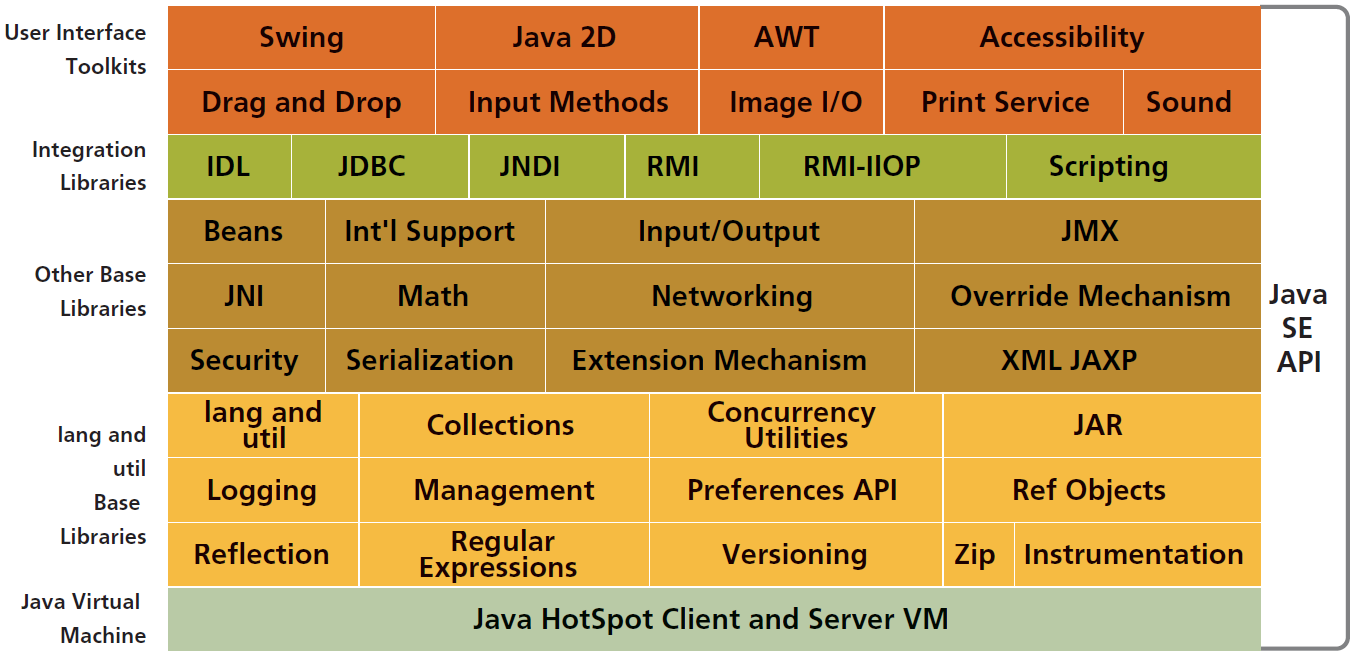 User Interface
Toolkits
Swing
Java 2D
AWT
Accessibility
Drag and Drop
Input Methods
Image I/O
Print Service
Sound
Integration
Libraries
IDL
JDBC
JNDI
RMI
RMI-IIOP
Scripting
Other Base
Libraries
Beans
Int'l Support
Input/Output
JMX
JNI
Math
Networking
Override Mechanism
Security
Serialization
Extension Mechanism
XML JAXP
lang and
util
Base
Libraries
lang and
util
Collections
Concurrency
Utilities
JAR
Logging
Management
Preferences API
Ref Objects
Reflection
Regular
Expressions
Versioning
Zip
Instrumentation
Java Virtual
Machine
Java HotSpot Client and Server VM
Java
SE
API